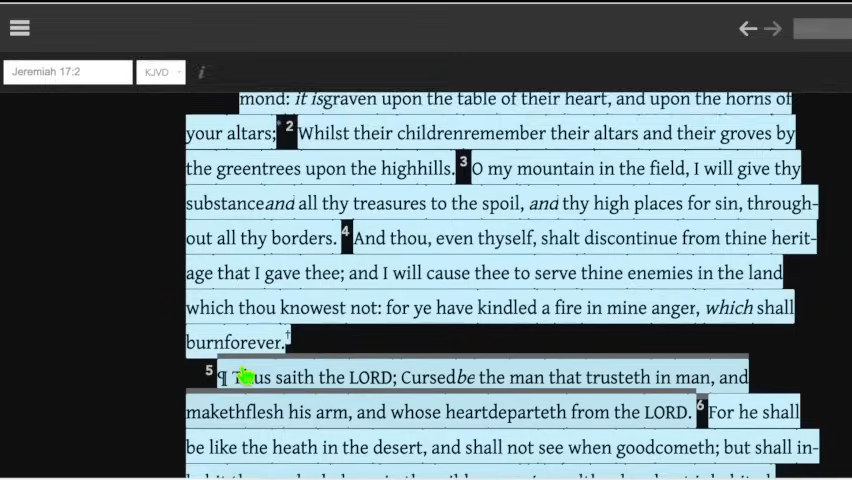 Jeremiah 17:2
KJVD
i
mond: it isgraven upon the table of their heart, and upon the horns of
your altars; 2 Whilst their childrenremember their altars and their groves by
the greentrees upon the highhills. 3 O my mountain in the field, I will give thy
substanceand all thy treasures to the spoil, and thy high places for sin, through-
out all thy borders. 4 And thou, even thyself, shalt discontinue from thine herit-
age that I gave thee; and I will cause thee to serve thine enemies in the land
which thou knowest not: for ye have kindled a fire in mine anger, which shall
burnforever.†
5 ¶ Thus saith the LORD; Cursedbe the man that trusteth in man, and
makethflesh his arm, and whose heartdeparteth from the LORD. 6 For he shall
be like the heath in the desert, and shall not see when goodcometh; but shall in-